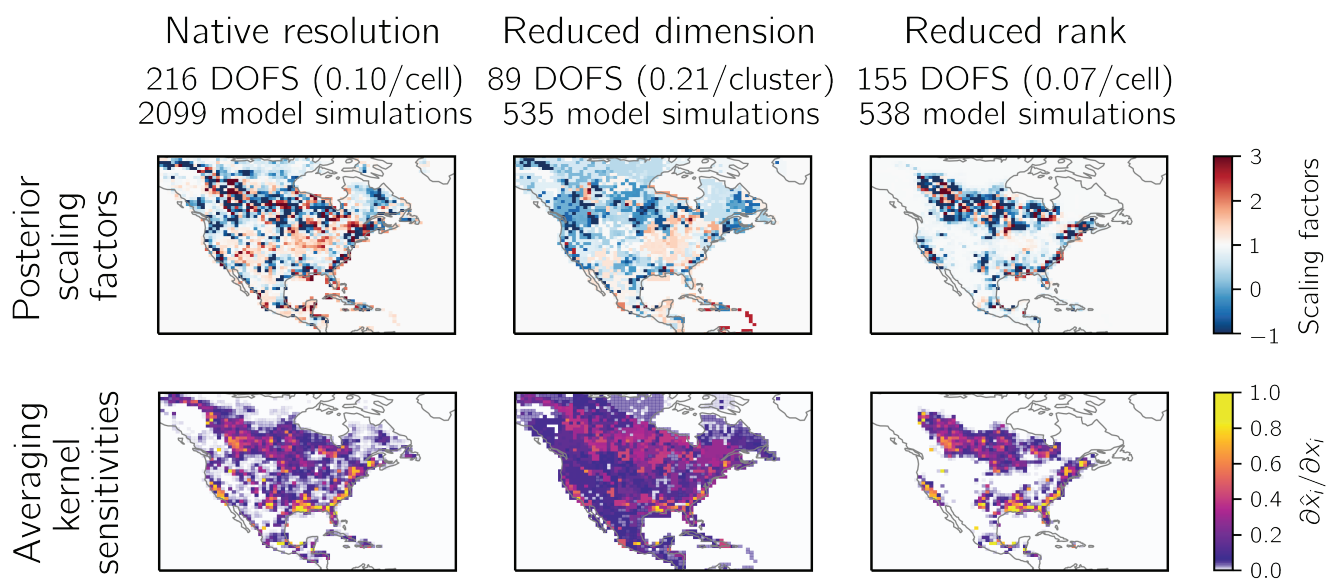 Native resolution
216 DOFS (0.10/cell)
2099 model simulations
Reduced dimension
89 DOFS (0.21/cluster)
535 model simulations
Reduced rank
155 DOFS (0.07/cell)
538 model simulations
Posterior
scaling
factors
3
2
1
0
−1
Scaling factors
Averaging
kernel
sensitivities
1.0
0.8
0.6
0.4
0.2
0.0
∂x̂ᵢ/∂xᵢ